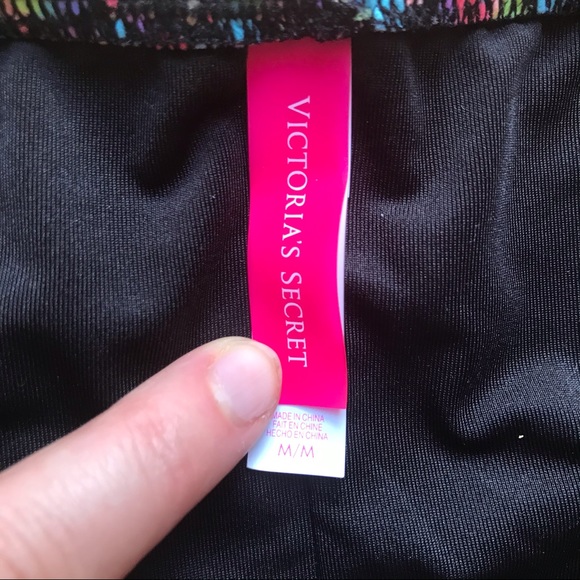 VICTORIA'S SECRET
MADE IN CHINA
FAIT EN CHINE
HECHO EN CHINA
M/M